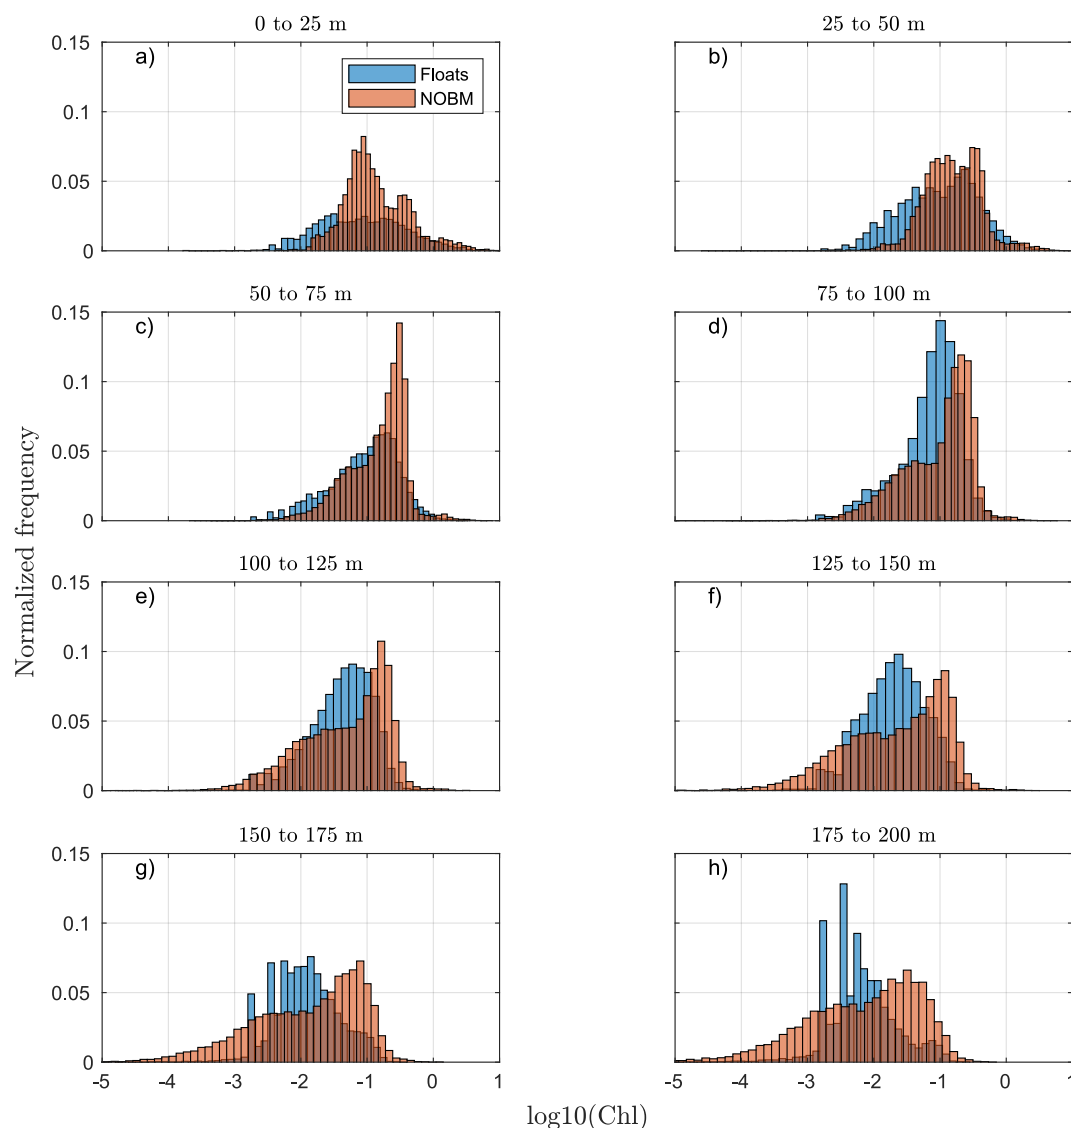 0 to 25 m
25 to 50 m
0.15
0.1
0.05
0
a)
Floats
NOBM
b)
50 to 75 m
75 to 100 m
0.15
0.1
0.05
0
c)
d)
Normalized frequency
100 to 125 m
125 to 150 m
0.15
0.1
0.05
0
e)
f)
150 to 175 m
175 to 200 m
0.15
0.1
0.05
0
g)
h)
-5 -4 -3 -2 -1 0 1
-5 -4 -3 -2 -1 0 1
log10(Chl)